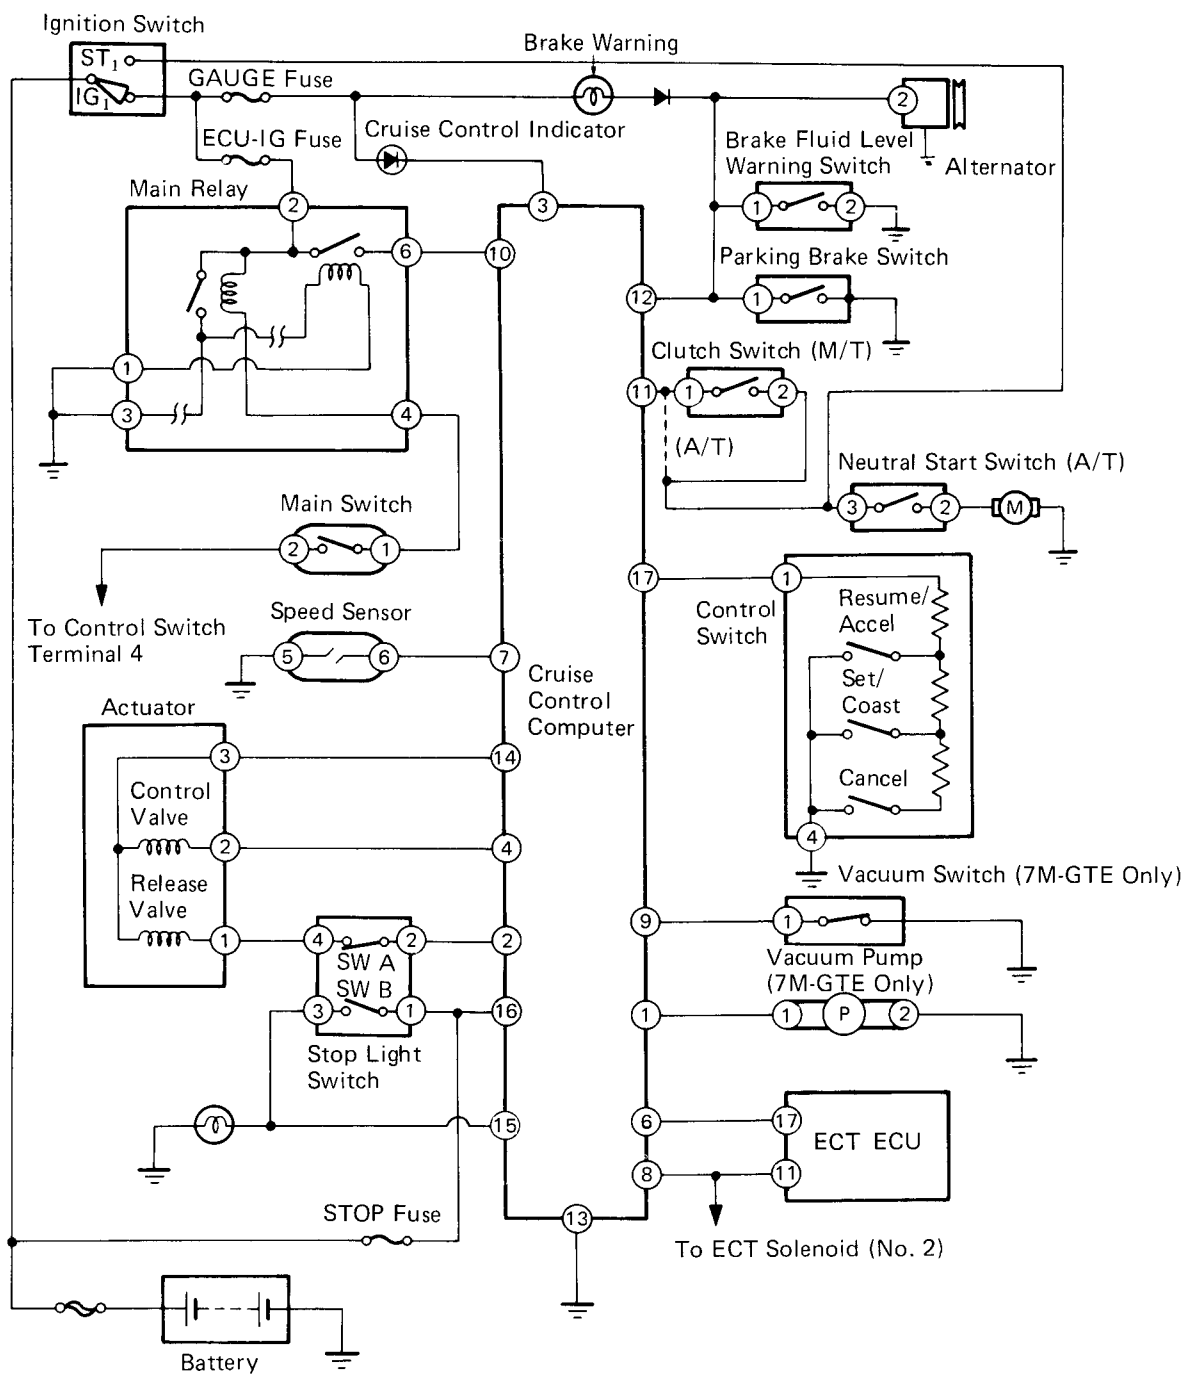 Ignition Switch
ST1
IG1
GAUGE Fuse
Brake Warning
2
Alternator
ECU-IG Fuse
Cruise Control Indicator
Brake Fluid Level
Warning Switch
1
2
Main Relay
2
3
6
10
Parking Brake Switch
12
1
1
3
4
Clutch Switch (M/T)
11
1
2
(A/T)
Neutral Start Switch (A/T)
3
2
M
Main Switch
2
1
To Control Switch
Terminal 4
17
1
Control
Switch
Resume/
Accel
Set/
Coast
Cancel
4
Speed Sensor
5
6
7
Cruise
Control
Computer
Actuator
3
14
Control
Valve
2
4
Release
Valve
1
4
2
2
SW A
SW B
3
1
16
Stop Light
Switch
Vacuum Switch (7M-GTE Only)
9
1
Vacuum Pump
(7M-GTE Only)
1
1
P
2
15
6
17
ECT ECU
8
11
To ECT Solenoid (No. 2)
13
STOP Fuse
Battery